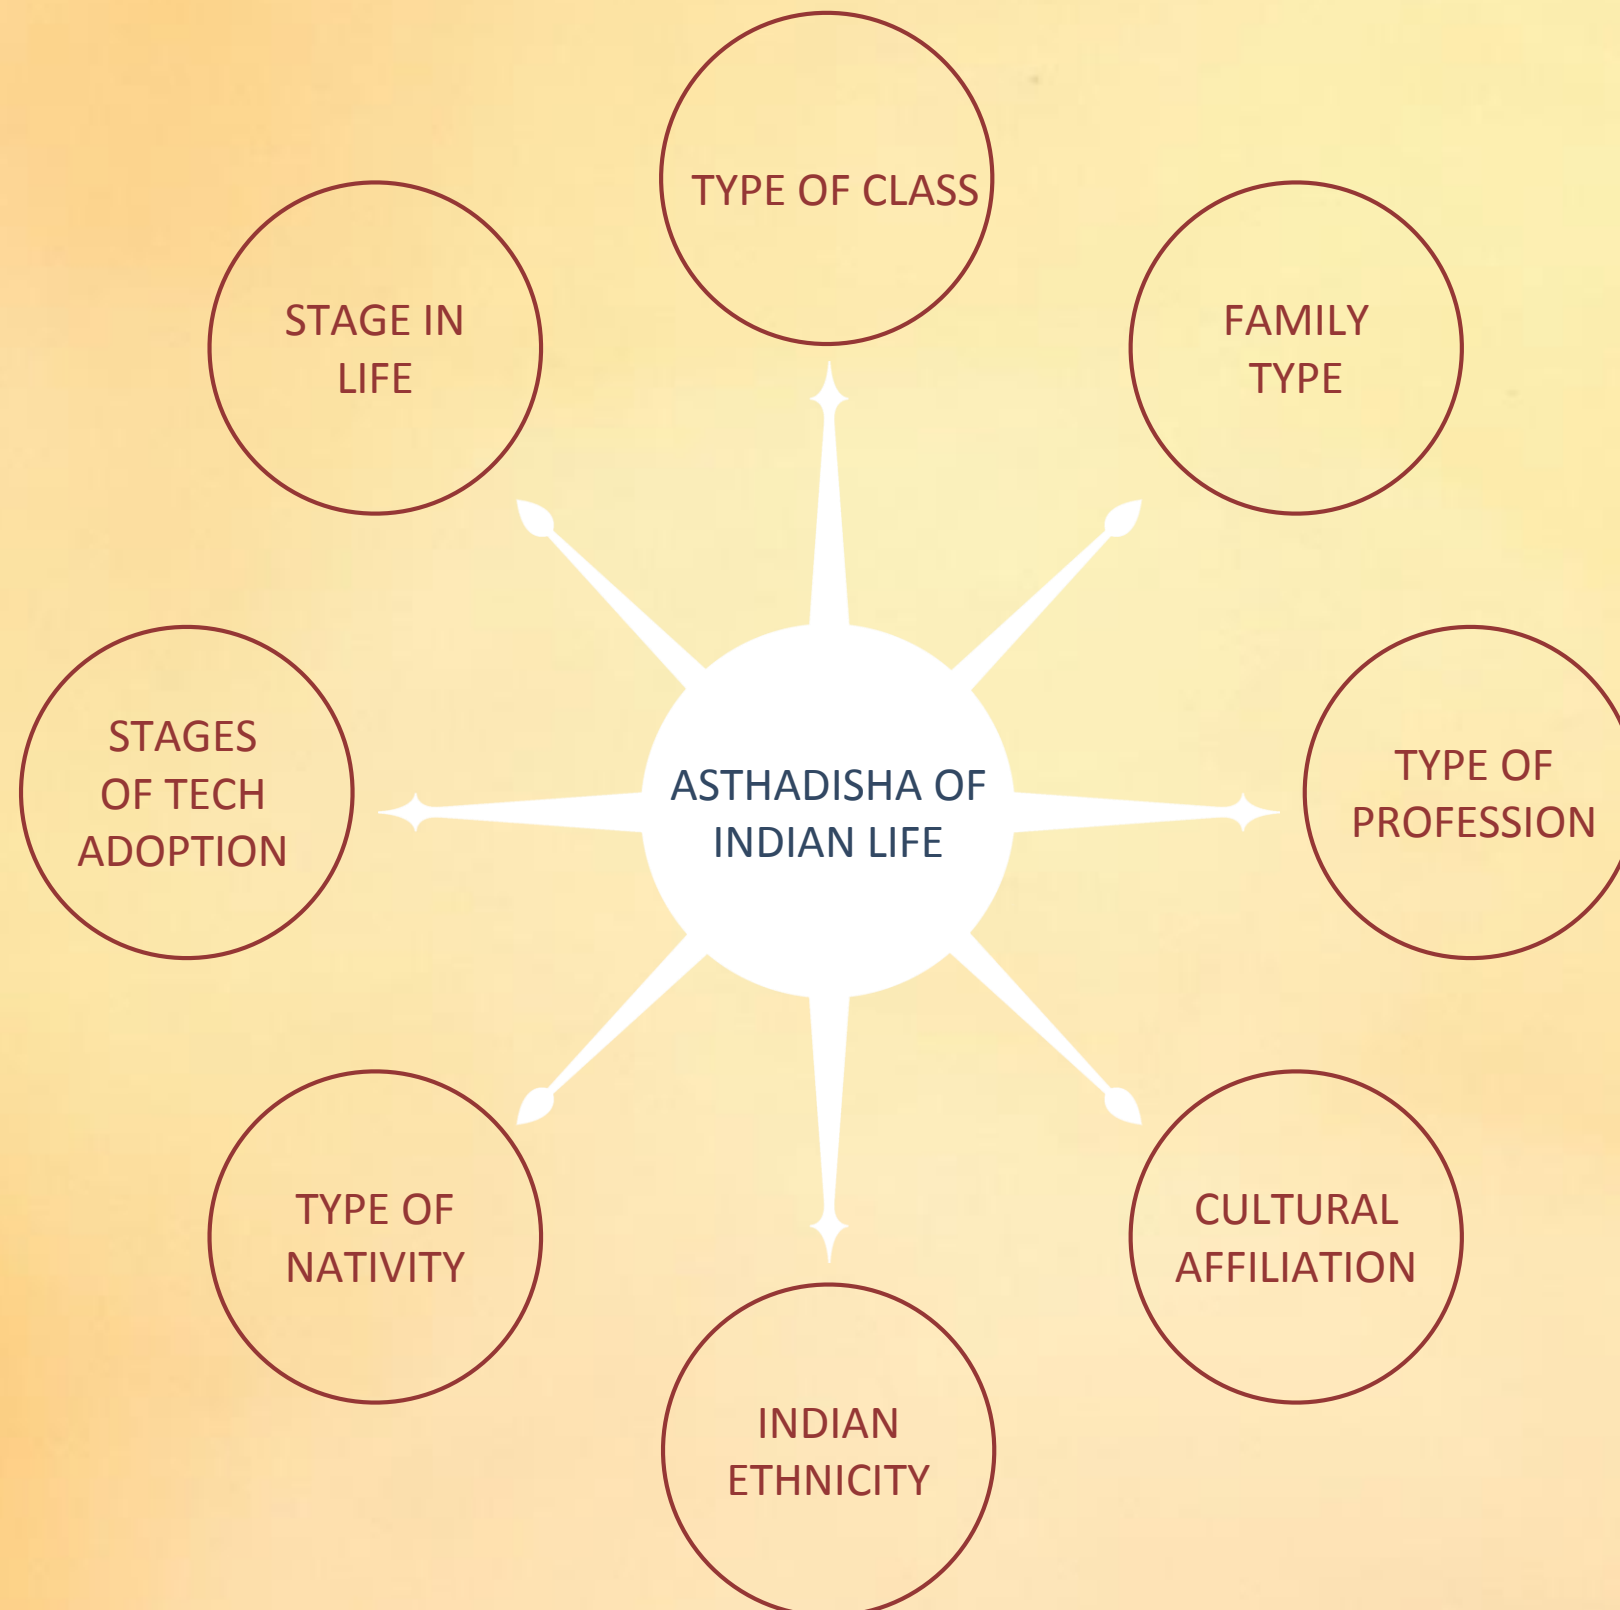 TYPE OF CLASS
STAGE IN
LIFE
FAMILY
TYPE
STAGES
OF TECH
ADOPTION
ASTHADISHA OF
INDIAN LIFE
TYPE OF
PROFESSION
TYPE OF
NATIVITY
CULTURAL
AFFILIATION
INDIAN
ETHNICITY